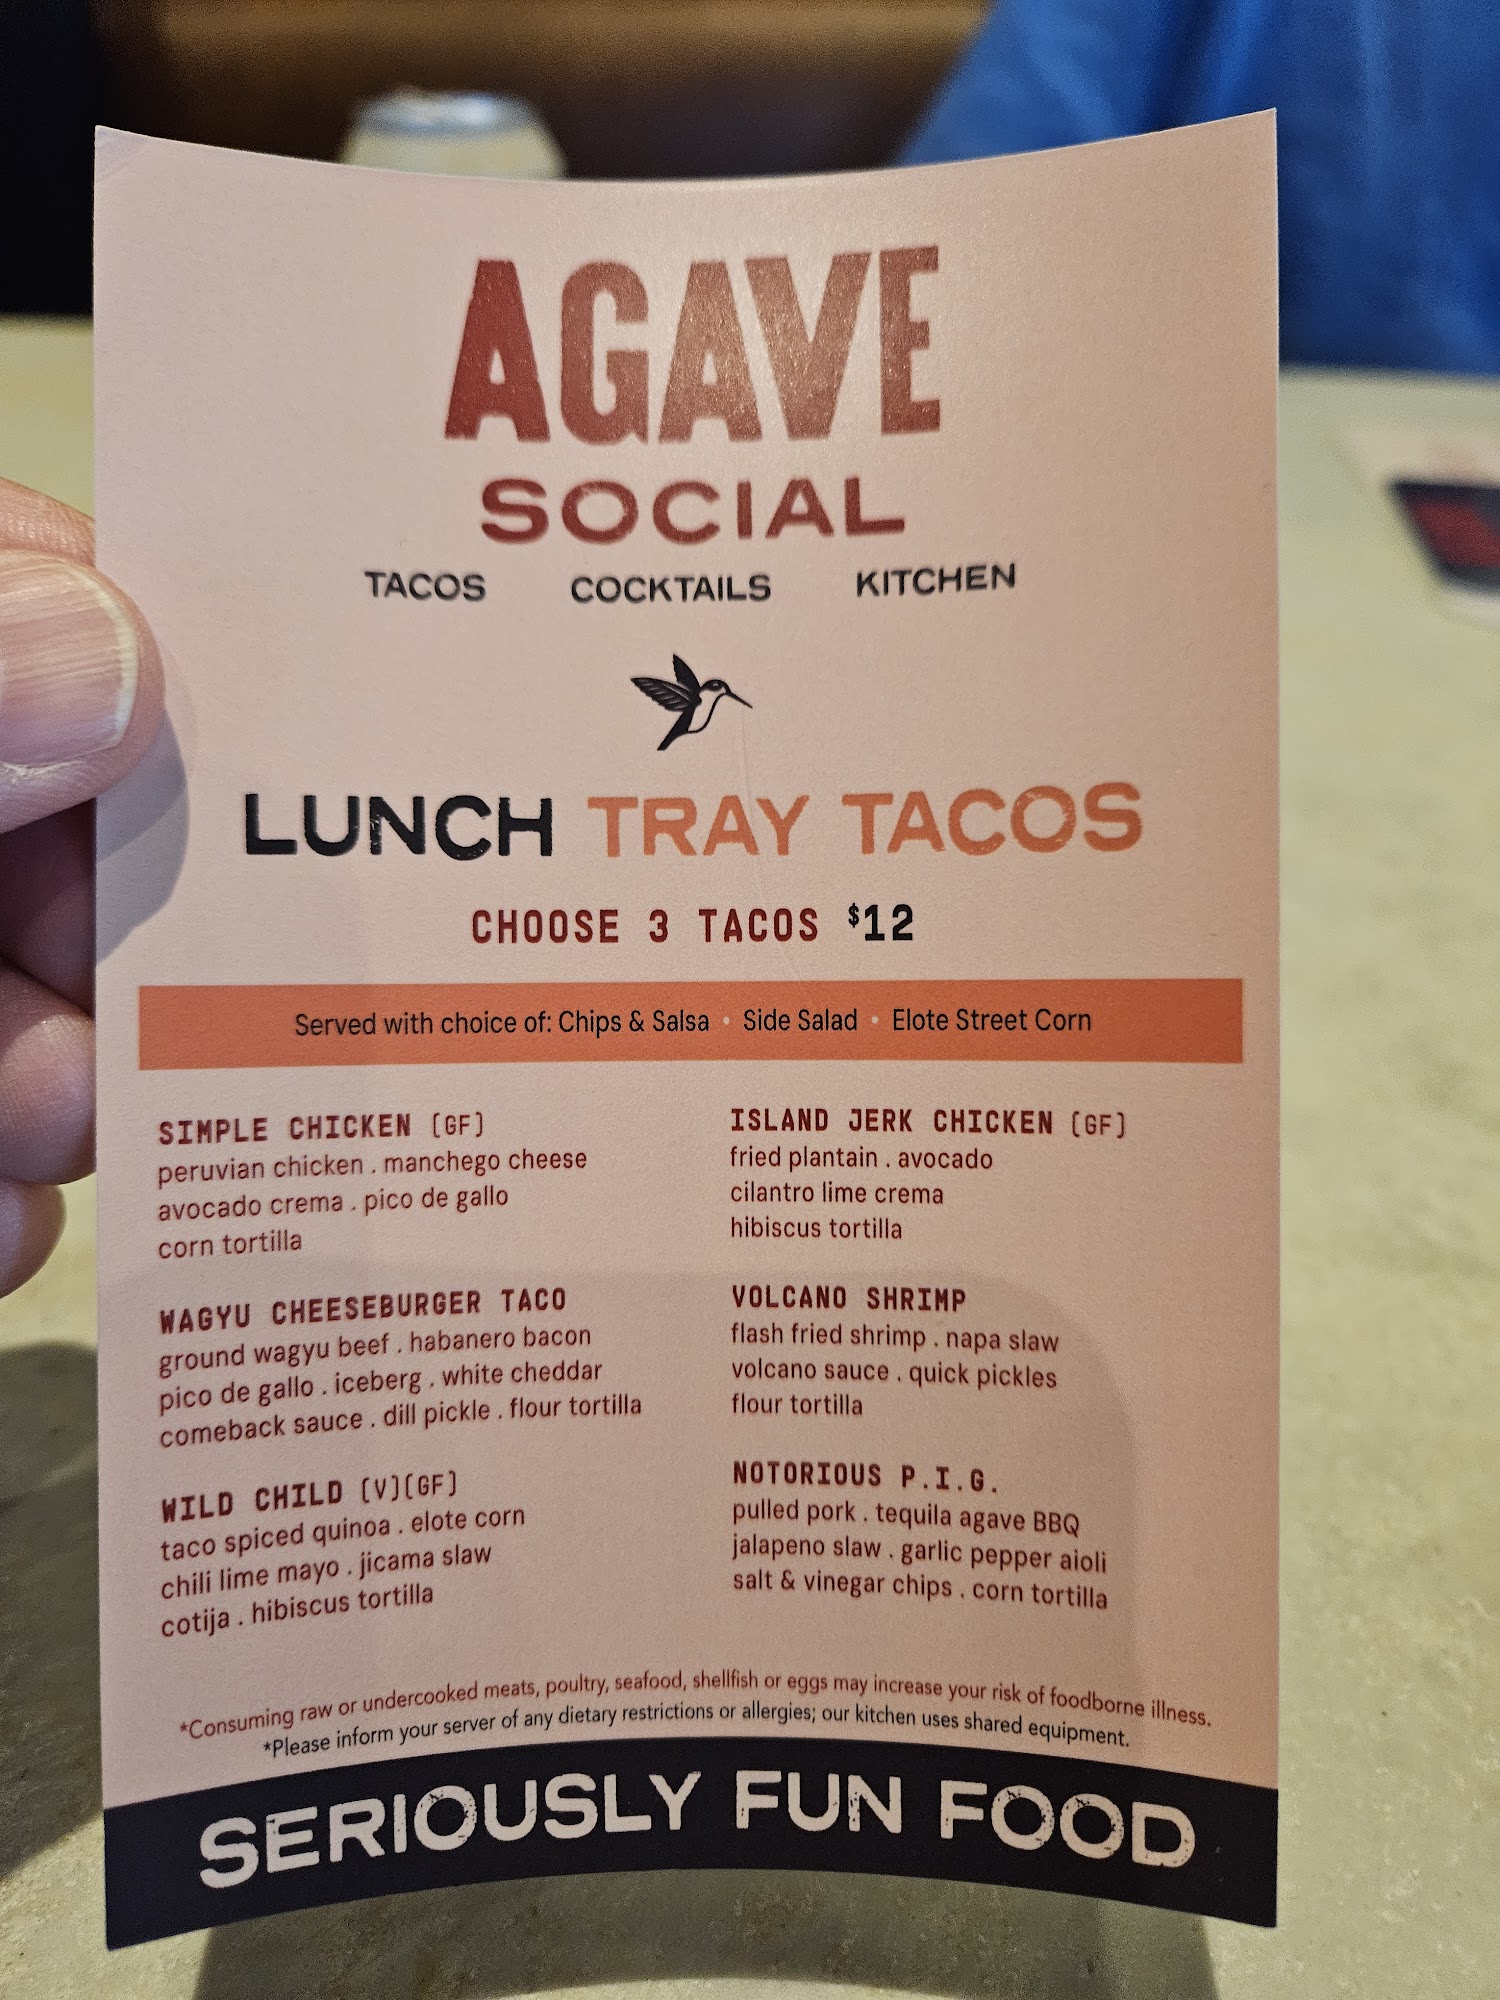 AGAVE
SOCIAL
TACOS COCKTAILS KITCHEN
LUNCH TRAY TACOS
CHOOSE 3 TACOS $12
Served with choice of: Chips & Salsa • Side Salad • Elote Street Corn
SIMPLE CHICKEN [GF]
peruvian chicken . manchego cheese
avocado crema . pico de gallo
corn tortilla
WAGYU CHEESEBURGER TACO
ground wagyu beef . habanero bacon
pico de gallo . iceberg . white cheddar
comeback sauce . dill pickle . flour tortilla
WILD CHILD [V][GF]
taco spiced quinoa . elote corn
chili lime mayo . jicama slaw
cotija . hibiscus tortilla
ISLAND JERK CHICKEN [GF]
fried plantain . avocado
cilantro lime crema
hibiscus tortilla
VOLCANO SHRIMP
flash fried shrimp . napa slaw
volcano sauce . quick pickles
flour tortilla
NOTORIOUS P.I.G.
pulled pork . tequila agave BBQ
jalapeno slaw . garlic pepper aioli
salt & vinegar chips . corn tortilla
*Consuming raw or undercooked meats, poultry, seafood, shellfish or eggs may increase your risk of foodborne illness.
*Please inform your server of any dietary restrictions or allergies; our kitchen uses shared equipment.
SERIOUSLY FUN FOOD